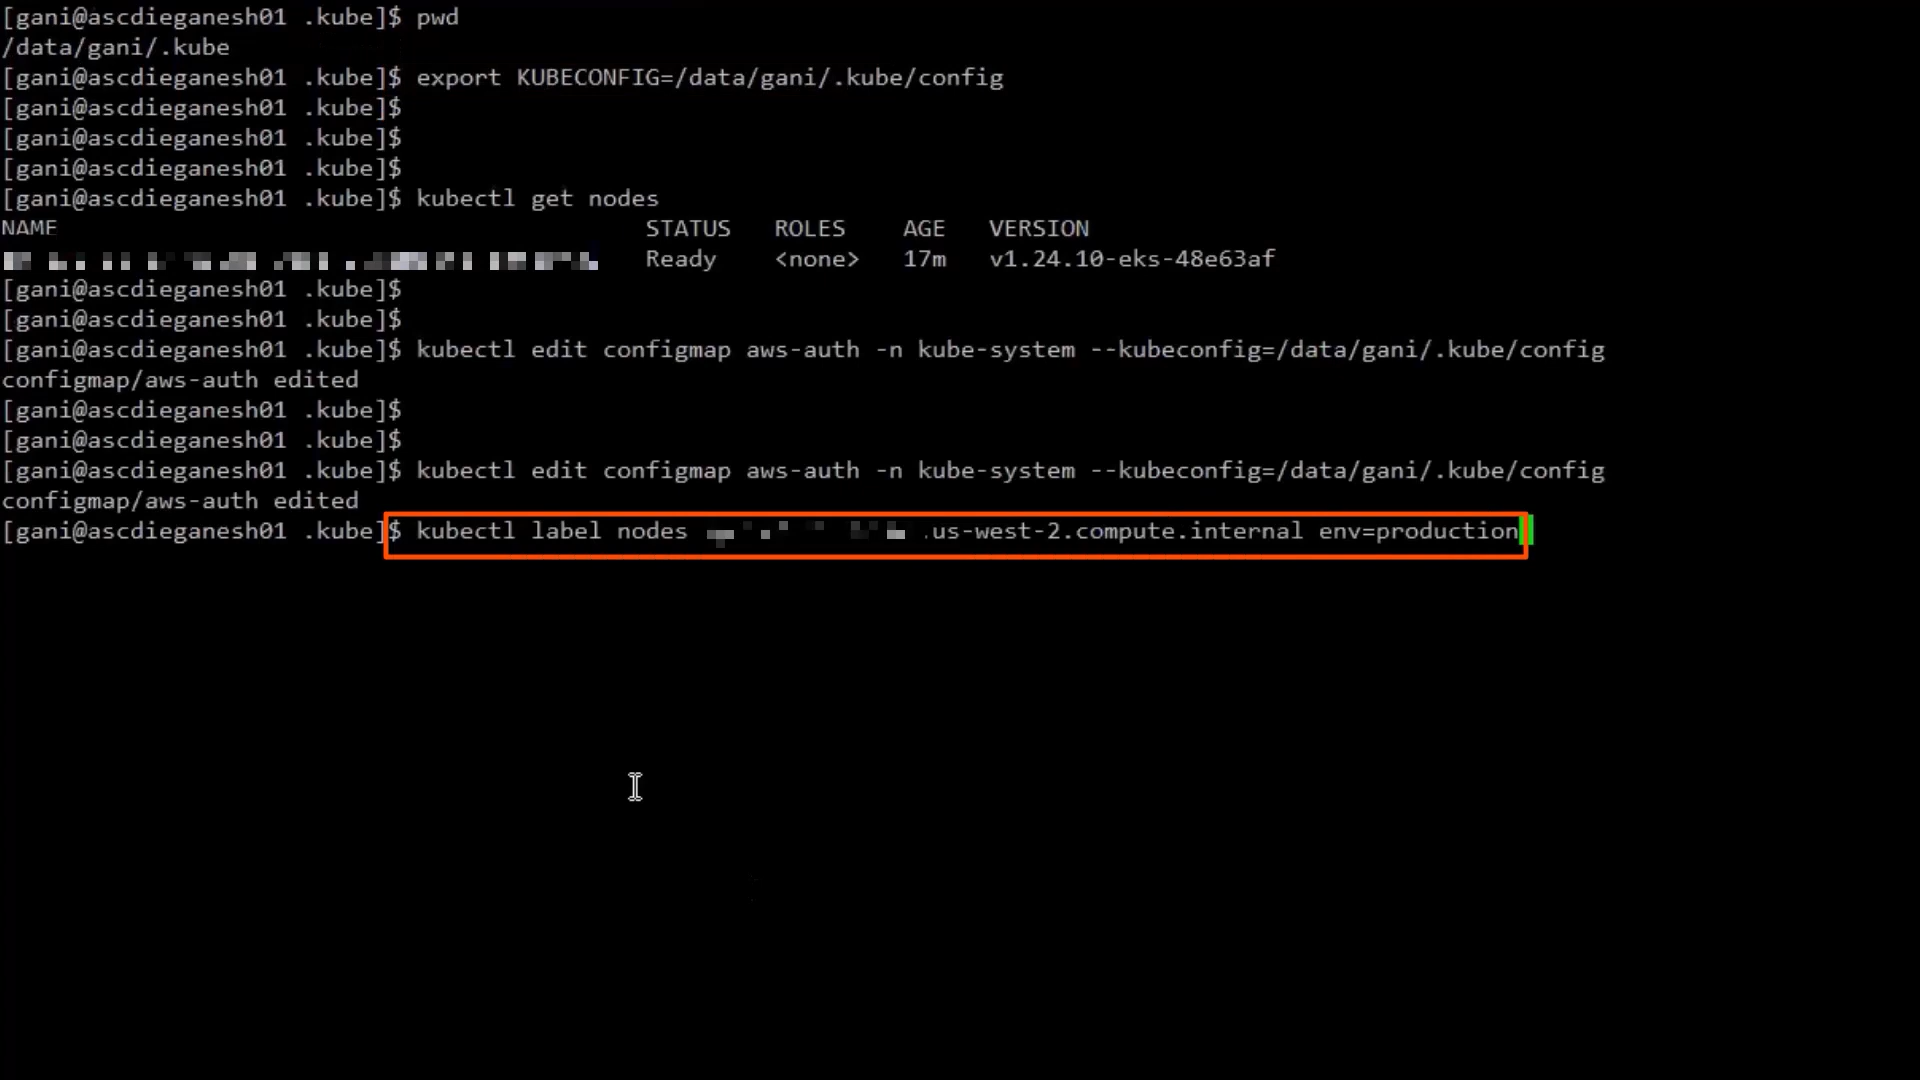 [gani@ascdieganesh01 .kube]$ pwd
/data/gani/.kube
[gani@ascdieganesh01 .kube]$ export KUBECONFIG=/data/gani/.kube/config
[gani@ascdieganesh01 .kube]$
[gani@ascdieganesh01 .kube]$
[gani@ascdieganesh01 .kube]$
[gani@ascdieganesh01 .kube]$ kubectl get nodes
NAME STATUS ROLES AGE VERSION
Ready <none> 17m v1.24.10-eks-48e63af
[gani@ascdieganesh01 .kube]$
[gani@ascdieganesh01 .kube]$
[gani@ascdieganesh01 .kube]$ kubectl edit configmap aws-auth -n kube-system --kubeconfig=/data/gani/.kube/config
configmap/aws-auth edited
[gani@ascdieganesh01 .kube]$
[gani@ascdieganesh01 .kube]$
[gani@ascdieganesh01 .kube]$ kubectl edit configmap aws-auth -n kube-system --kubeconfig=/data/gani/.kube/config
configmap/aws-auth edited
[gani@ascdieganesh01 .kube]$ kubectl label nodes .us-west-2.compute.internal env=production